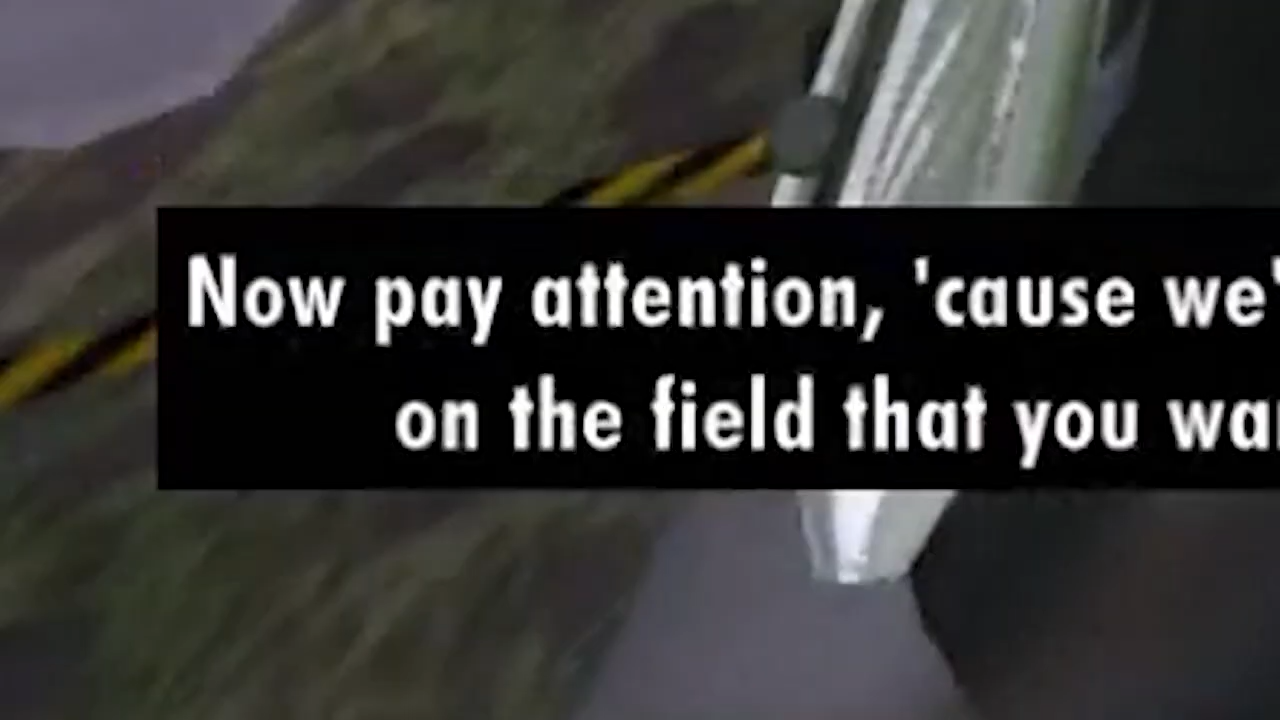 Now pay attention, 'cause we'
on the field that you wa